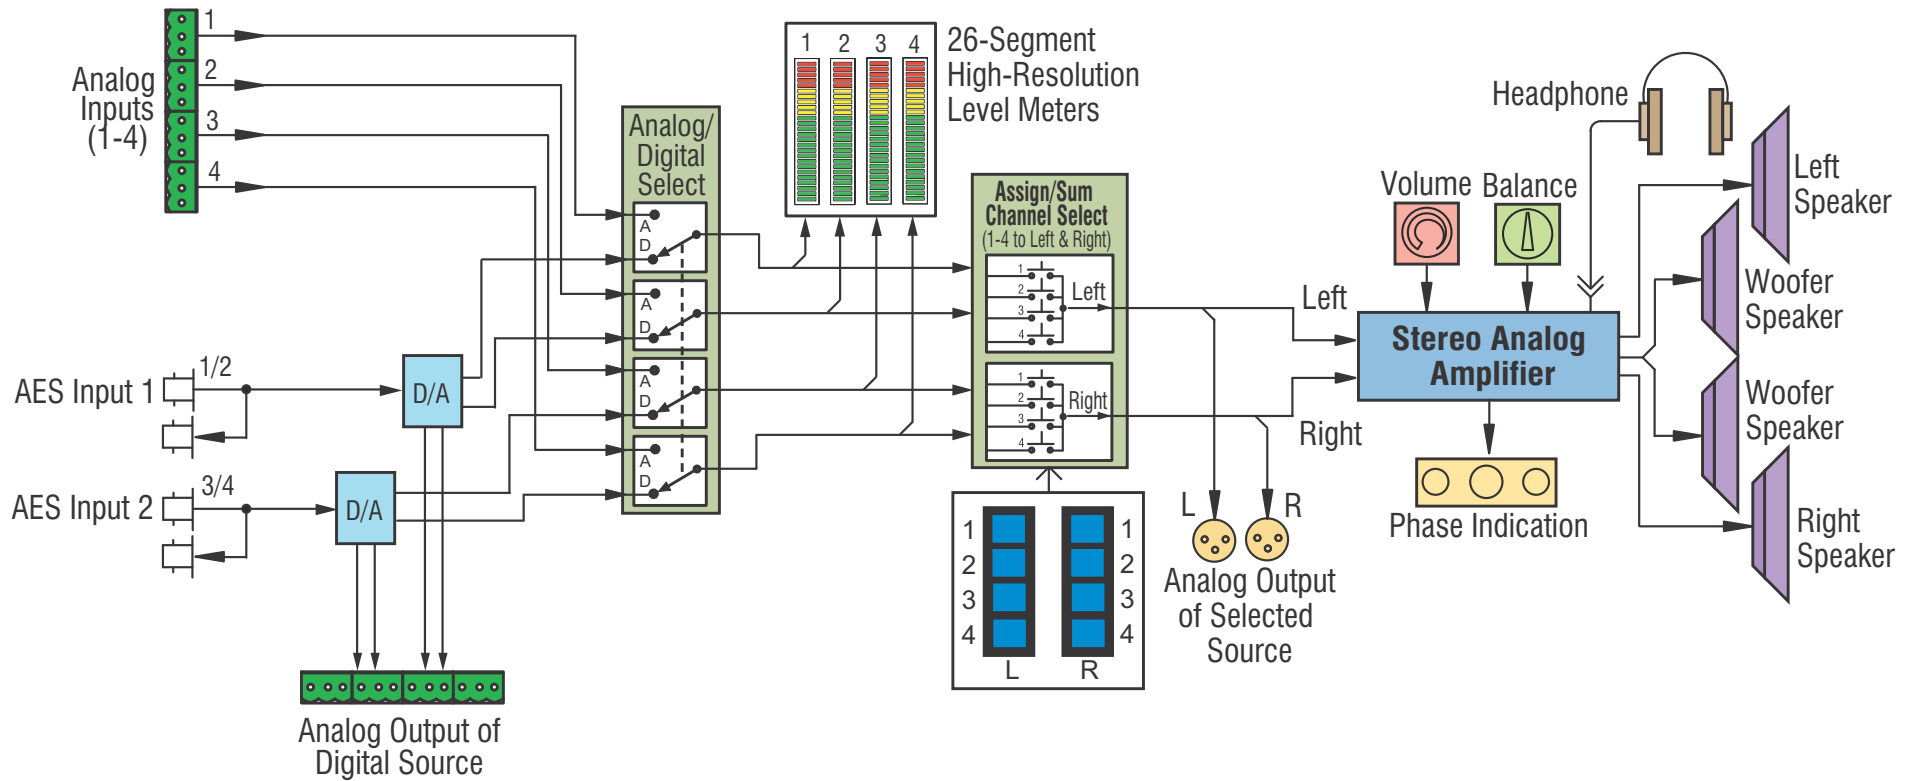 Analog
Inputs
(1-4)
1
2
3
4
AES Input 1
1/2
D/A
AES Input 2
3/4
D/A
Analog Output of
Digital Source
Analog/
Digital
Select
A
D
A
D
A
D
A
D
1 2 3 4
26-Segment
High-Resolution
Level Meters
Assign/Sum
Channel Select
(1-4 to Left & Right)
1
2
3
4
Left
1
2
3
4
Right
1 1
2 2
3 3
4 4
L R
Left
Right
L R
Analog Output
of Selected
Source
Headphone
Volume
Balance
Stereo Analog
Amplifier
Phase Indication
Left
Speaker
Woofer
Speaker
Woofer
Speaker
Right
Speaker